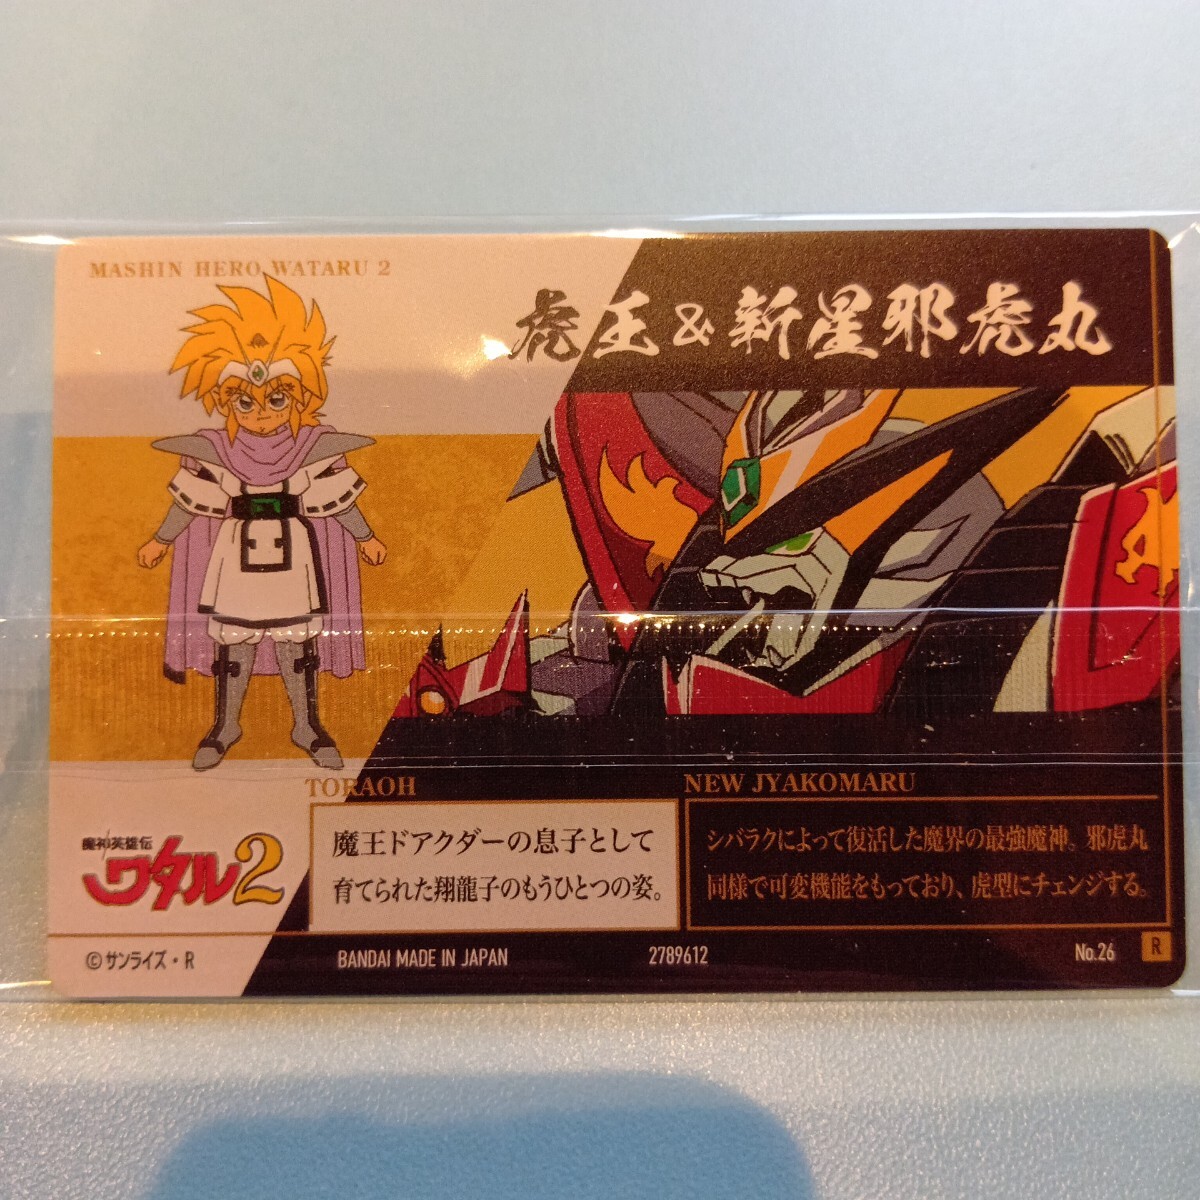 MASHIN HERO WATARU 2
虎王&新星邪虎丸
TORAOH
魔王ドアクダーの息子として
育てられた翔龍子のもうひとつの姿。
NEW JYAKOMARU
シバラクによって復活した魔界の最強魔神。邪虎丸
同様で可変機能をもっており、虎型にチェンジする。
魔神英雄伝
ワタル2
©サンライズ・R
BANDAI MADE IN JAPAN
2789612
No.26
R